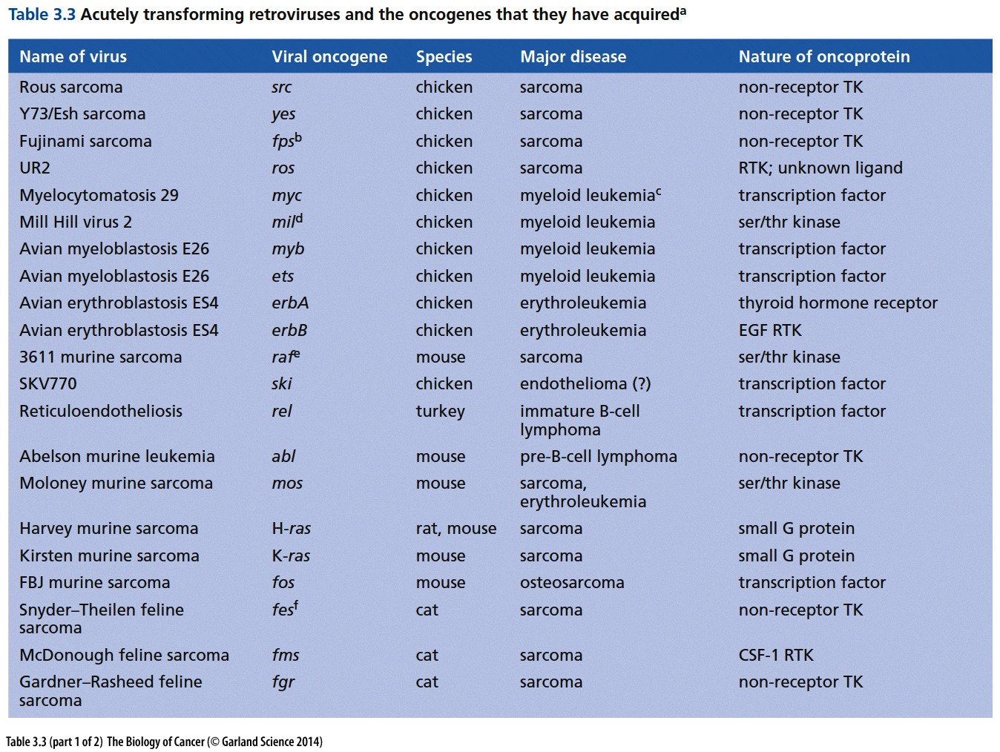 Table 3.3 Acutely transforming retroviruses and the oncogenes that they have acquiredᵃ
Name of virus Viral oncogene Species Major disease Nature of oncoprotein
Rous sarcoma src chicken sarcoma non-receptor TK
Y73/Esh sarcoma yes chicken sarcoma non-receptor TK
Fujinami sarcoma fpsᵇ chicken sarcoma non-receptor TK
UR2 ros chicken sarcoma RTK; unknown ligand
Myelocytomatosis 29 myc chicken myeloid leukemiaᶜ transcription factor
Mill Hill virus 2 milᵈ chicken myeloid leukemia ser/thr kinase
Avian myeloblastosis E26 myb chicken myeloid leukemia transcription factor
Avian myeloblastosis E26 ets chicken myeloid leukemia transcription factor
Avian erythroblastosis ES4 erbA chicken erythroleukemia thyroid hormone receptor
Avian erythroblastosis ES4 erbB chicken erythroleukemia EGF RTK
3611 murine sarcoma rafᵉ mouse sarcoma ser/thr kinase
SKV770 ski chicken endothelioma (?) transcription factor
Reticuloendotheliosis rel turkey immature B-cell transcription factor
lymphoma
Abelson murine leukemia abl mouse pre-B-cell lymphoma non-receptor TK
Moloney murine sarcoma mos mouse sarcoma, ser/thr kinase
erythroleukemia
Harvey murine sarcoma H-ras rat, mouse sarcoma small G protein
Kirsten murine sarcoma K-ras mouse sarcoma small G protein
FBJ murine sarcoma fos mouse osteosarcoma transcription factor
Snyder–Theilen feline fesᶠ cat sarcoma non-receptor TK
sarcoma
McDonough feline sarcoma fms cat sarcoma CSF-1 RTK
Gardner–Rasheed feline fgr cat sarcoma non-receptor TK
sarcoma
Table 3.3 (part 1 of 2) The Biology of Cancer (© Garland Science 2014)